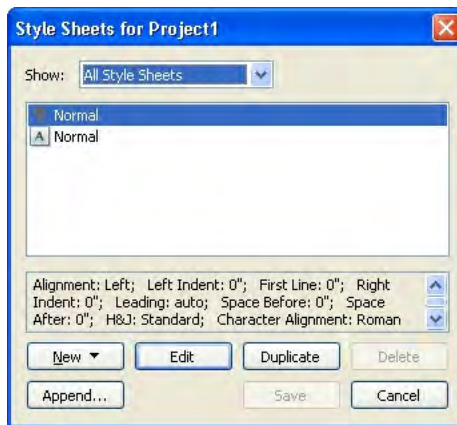 Style Sheets for Project1
Show: All Style Sheets
Normal
A Normal
Alignment: Left; Left Indent: 0"; First Line: 0"; Right
Indent: 0"; Leading: auto; Space Before: 0"; Space
After: 0"; H&J: Standard; Character Alignment: Roman
New Edit Duplicate Delete
Append... Save Cancel